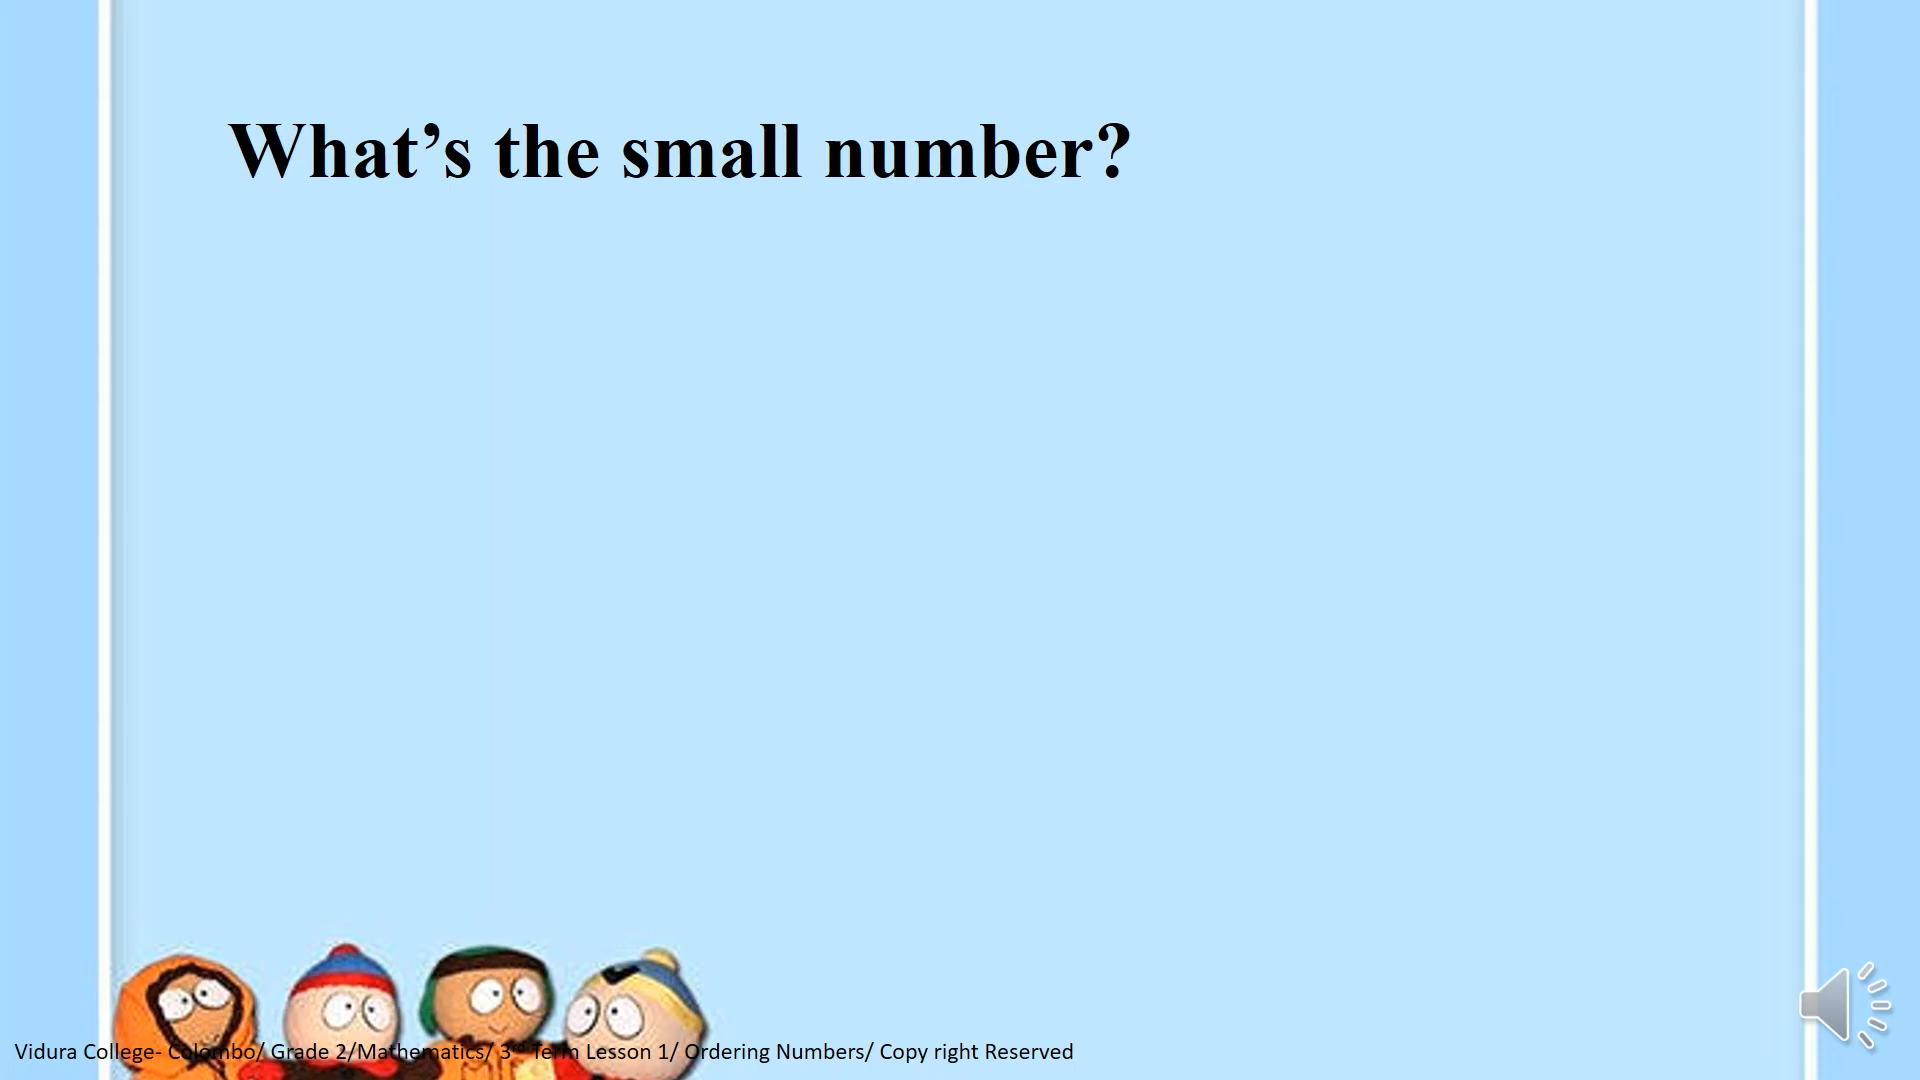 What’s the small number?
Vidura College- Colombo/ Grade 2/Mathematics/ 3rd Term Lesson 1/ Ordering Numbers/ Copy right Reserved